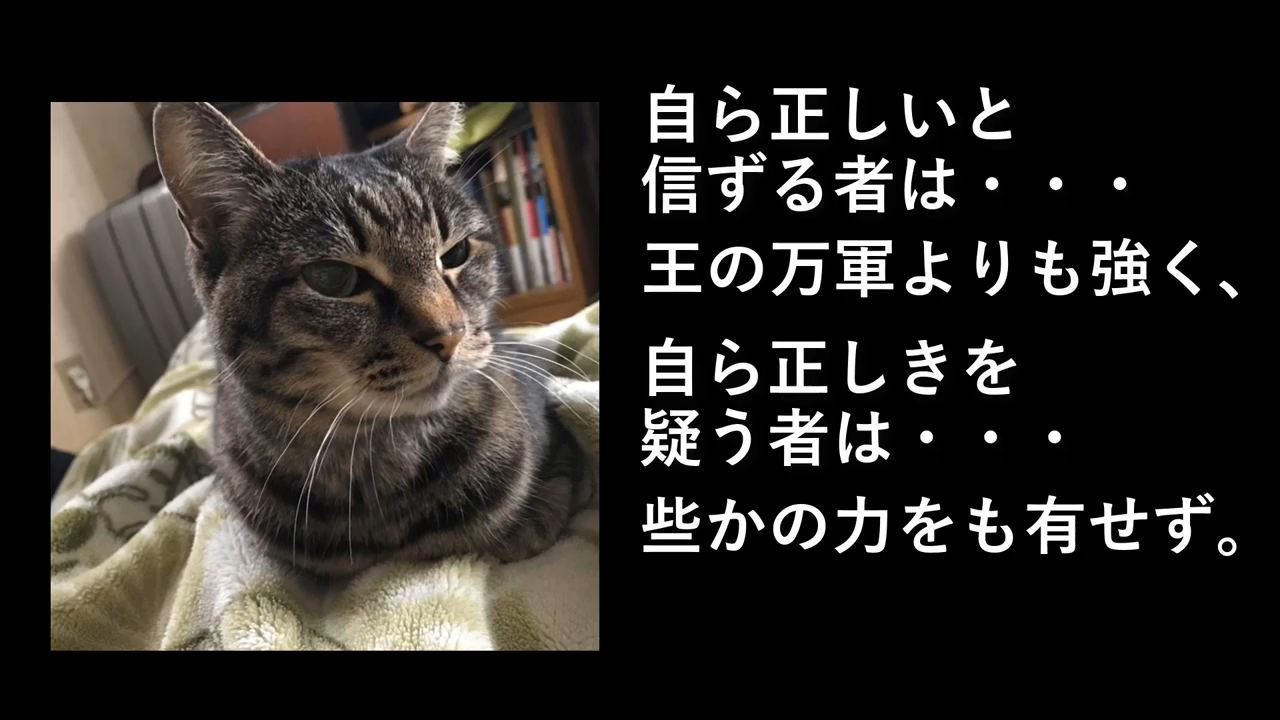 自ら正しいと
信ずる者は・・・
王の万軍よりも強く、
自ら正しきを
疑う者は・・・
些かの力をも有せず。